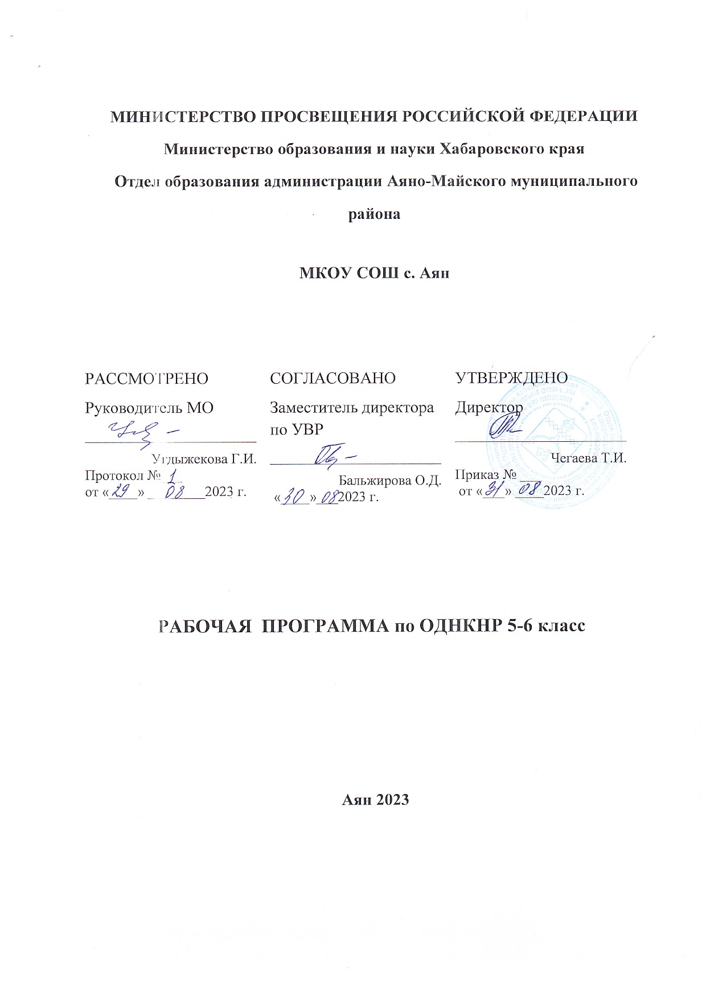 МИНИСТЕРСТВО ПРОСВЕЩЕНИЯ РОССИЙСКОЙ ФЕДЕРАЦИИ
Министерство образования и науки Хабаровского края
Отдел образования администрации Аяно-Майского муниципального
района
МКОУ СОШ с. Аян
РАССМОТРЕНО
Руководитель МО
Угдыжекова Г.И.
Протокол № 1
от «29» 08 2023 г.
СОГЛАСОВАНО
Заместитель директора
по УВР
Бальжирова О.Д.
«30» 08 2023 г.
УТВЕРЖДЕНО
Директор
Чегаева Т.И.
Приказ № ___
от «31» 08 2023 г.
РАБОЧАЯ ПРОГРАММА по ОДНКНР 5-6 класс
Аян 2023